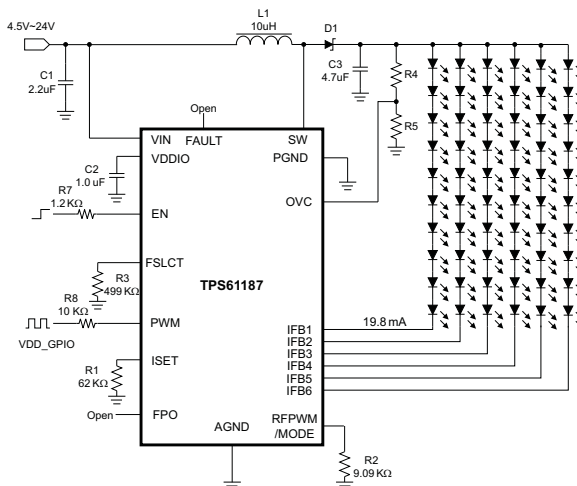 4.5V~24V
L1
10uH
D1
C1
2.2uF
C3
4.7uF
R4
R5
Open
VIN
FAULT
SW
VDDIO
PGND
C2
1.0 uF
R7
1.2 KΩ
EN
OVC
FSLCT
R3
499 KΩ
TPS61187
R8
10 KΩ
PWM
VDD_GPIO
IFB1
19.8 mA
IFB2
IFB3
IFB4
IFB5
IFB6
ISET
R1
62 KΩ
Open
FPO
RFPWM
/MODE
AGND
R2
9.09 KΩ